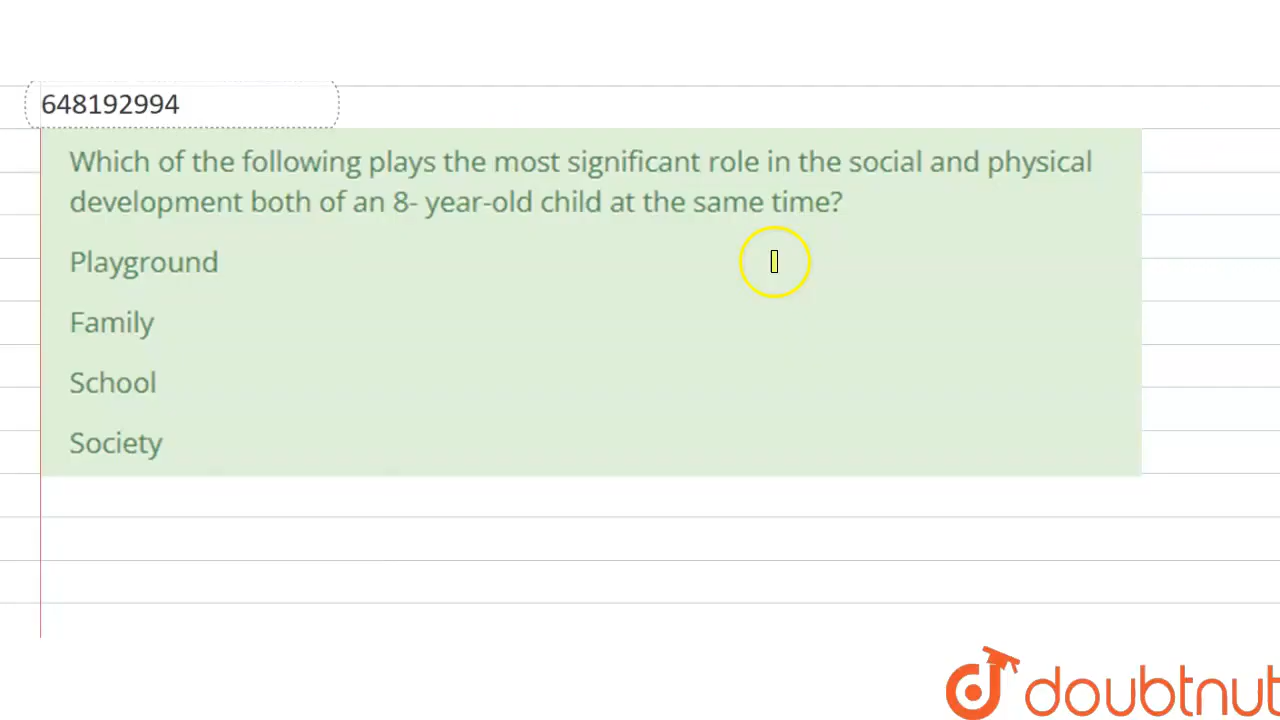 648192994
Which of the following plays the most significant role in the social and physical
development both of an 8- year-old child at the same time?
Playground
Family
School
Society
doubtnut